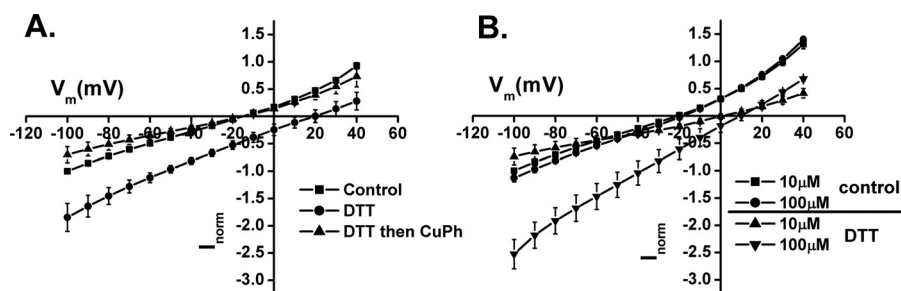 A.
V_m(mV)
1.5
1.0
0.5
-120 -100 -80 -60 -40 -20 0 20 40 60
-0.5
-1.0
-1.5
-2.0
-2.5
-3.0
I_norm
Control
DTT
DTT then CuPh
B.
V_m(mV)
1.5
1.0
0.5
-120 -100 -80 -60 -40 -20 0 20 40 60
-0.5
-1.0
-1.5
-2.0
-2.5
-3.0
I_norm
10μM
100μM
control
10μM
100μM
DTT